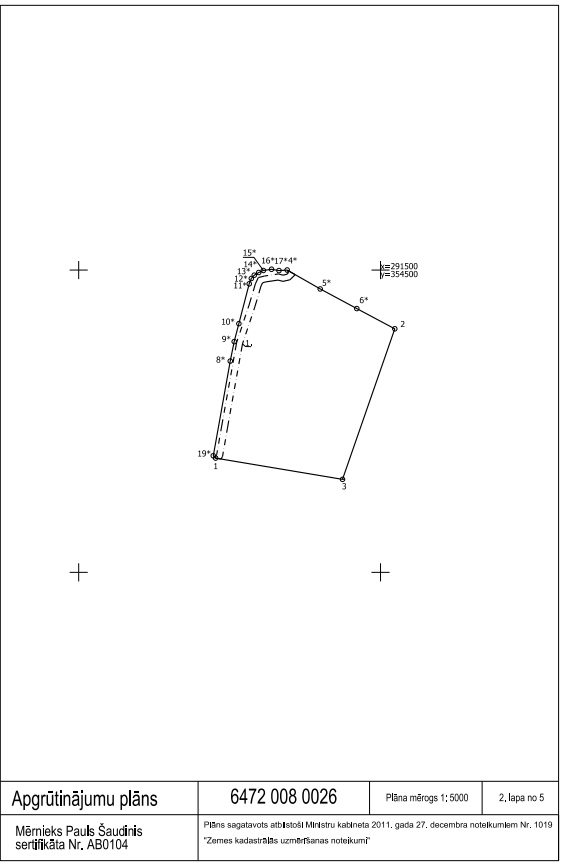 15*
14* 16* 17* 4*
13*
12*
11*
x=291500
y=354500
5*
6*
10*
2
9*
1
8*
19*
1
3
Apgrūtinājumu plāns
6472 008 0026
Plāna mērogs 1: 5000
2. lapa no 5
Mērnieks Pauls Šaudinis
sertifikāta Nr. AB0104
Plāns sagatavots atbilstoši Ministru kabineta 2011. gada 27. decembra noteikumiem Nr. 1019
"Zemes kadastrālās uzmērīšanas noteikumi"